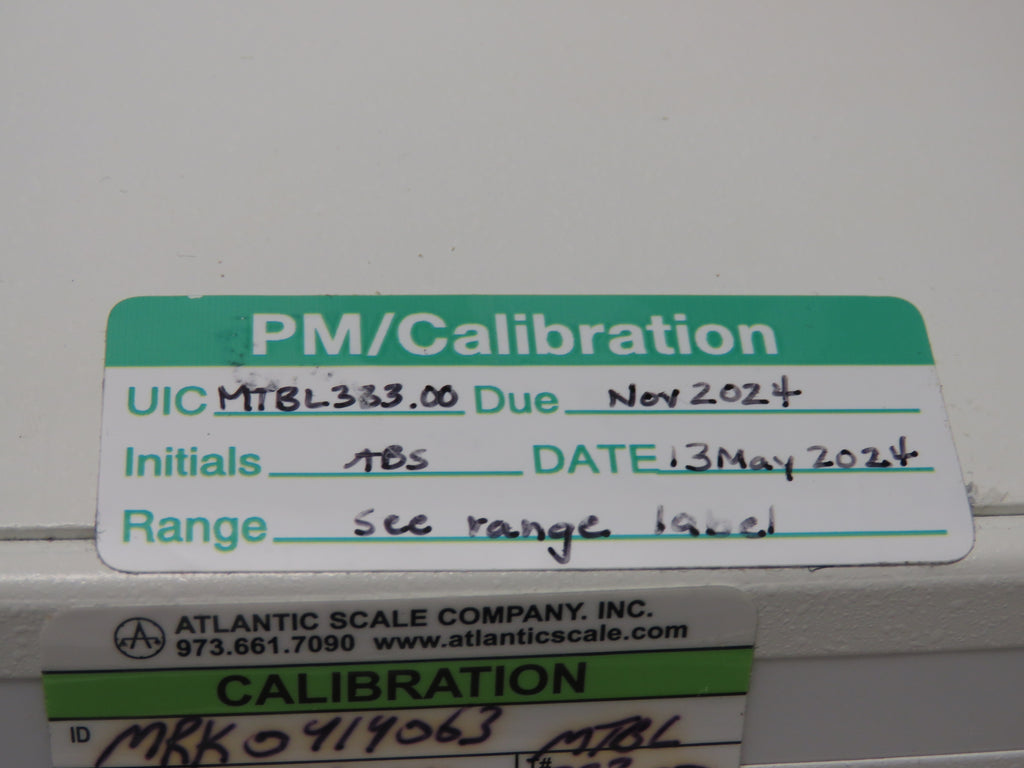 PM/Calibration
UIC MTBL333.00 Due Nov 2024
Initials ABS DATE 13 May 2024
Range see range label
ATLANTIC SCALE COMPANY. INC.
973.661.7090 www.atlanticscale.com
CALIBRATION
ID MRK0414063 MTBL
T#